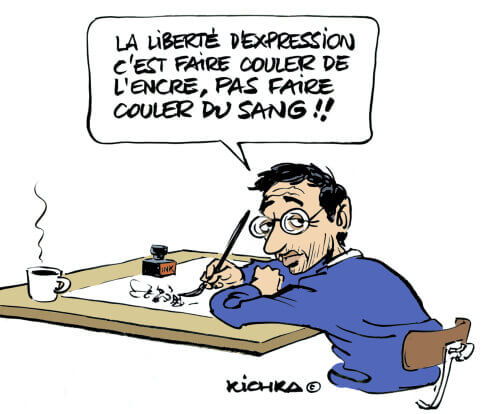 LA LIBERTÉ D'EXPRESSION
C'EST FAIRE COULER DE
L'ENCRE, PAS FAIRE
COULER DU SANG !!
INK
KICHKA ©